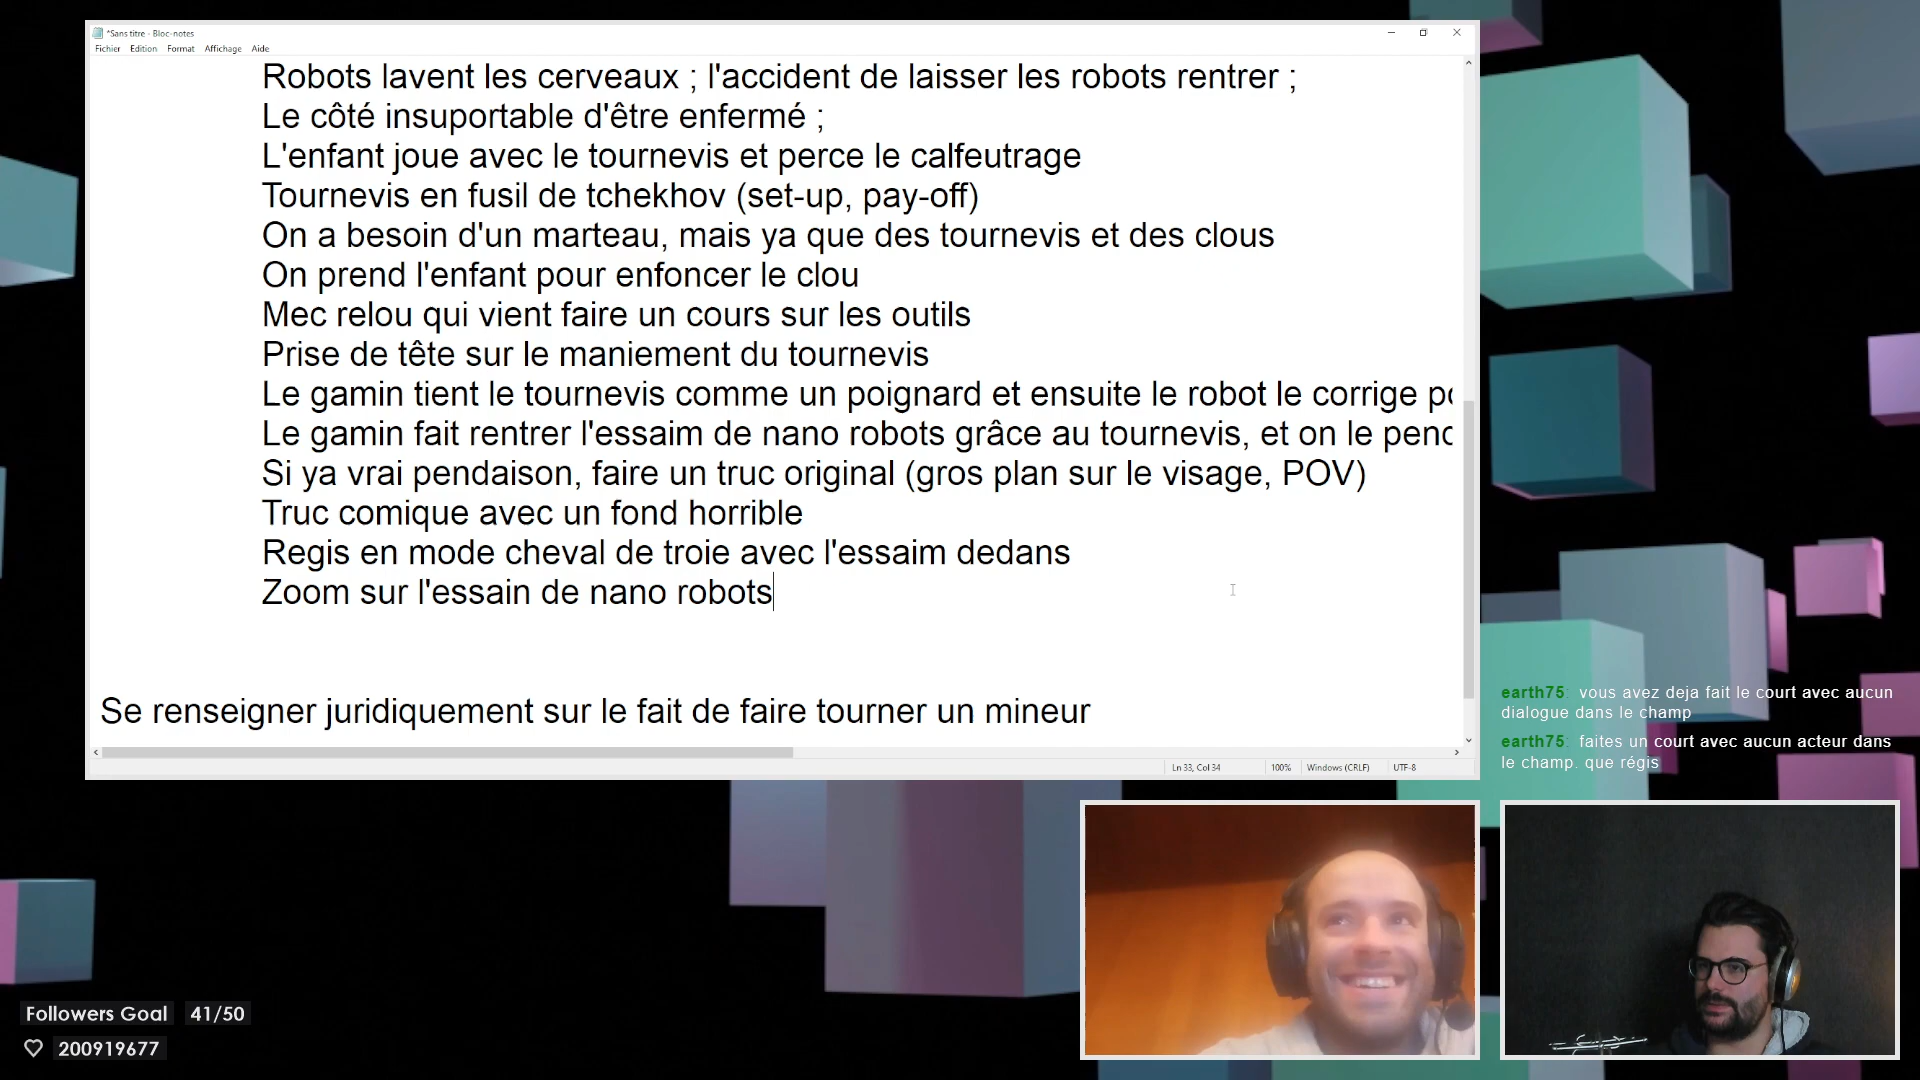 *Sans titre - Bloc-notes
Fichier Edition Format Affichage Aide
Robots lavent les cerveaux ; l'accident de laisser les robots rentrer ;
Le côté insuportable d'être enfermé ;
L'enfant joue avec le tournevis et perce le calfeutrage
Tournevis en fusil de tchekhov (set-up, pay-off)
On a besoin d'un marteau, mais ya que des tournevis et des clous
On prend l'enfant pour enfoncer le clou
Mec relou qui vient faire un cours sur les outils
Prise de tête sur le maniement du tournevis
Le gamin tient le tournevis comme un poignard et ensuite le robot le corrige
Le gamin fait rentrer l'essaim de nano robots grâce au tournevis, et on le
Si ya vrai pendaison, faire un truc original (gros plan sur le visage, POV)
Truc comique avec un fond horrible
Regis en mode cheval de troie avec l'essaim dedans
Zoom sur l'essain de nano robots
Se renseigner juridiquement sur le fait de faire tourner un mineur
Ln 33, Col 34 100% Windows (CRLF) UTF-8
earth75: vous avez deja fait le court avec aucun
dialogue dans le champ
earth75: faites un court avec aucun acteur dans
le champ. que régis
Followers Goal 41/50
200919677